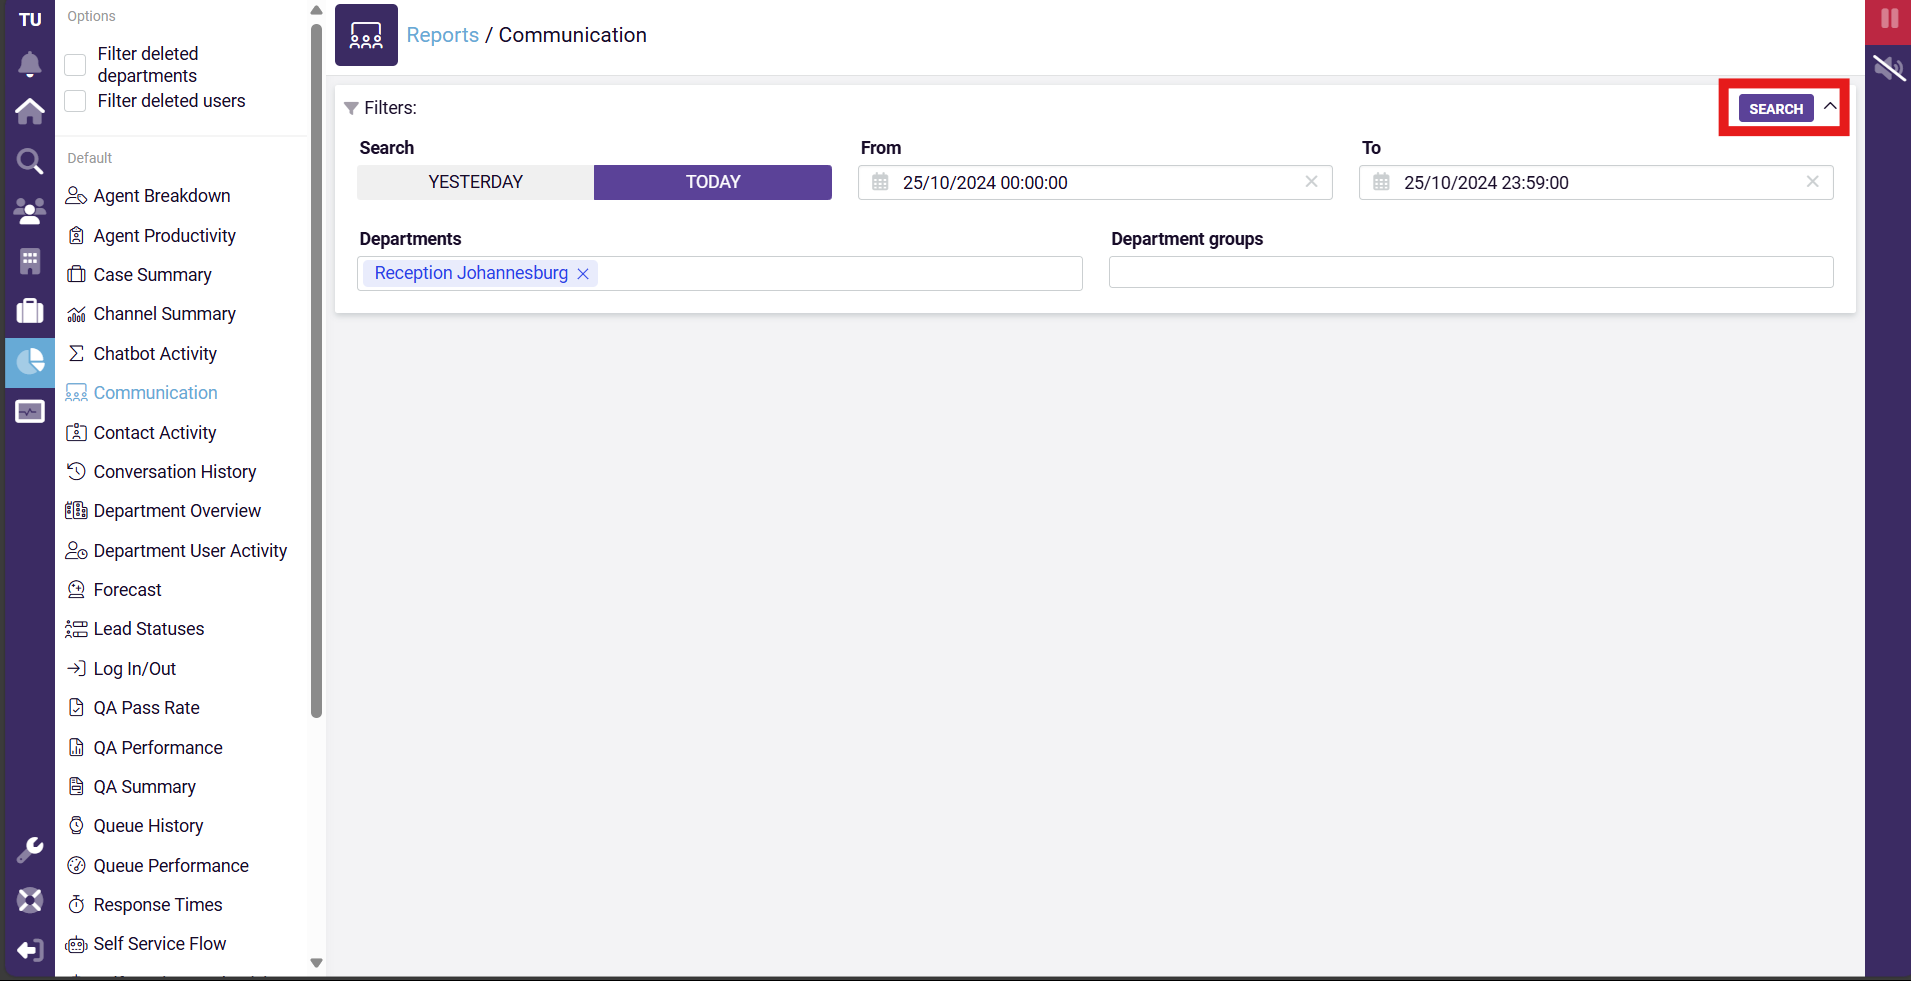 TU
Options
Filter deleted
departments
Filter deleted users
Default
Agent Breakdown
Agent Productivity
Case Summary
Channel Summary
Chatbot Activity
Communication
Contact Activity
Conversation History
Department Overview
Department User Activity
Forecast
Lead Statuses
Log In/Out
QA Pass Rate
QA Performance
QA Summary
Queue History
Queue Performance
Response Times
Self Service Flow
Reports / Communication
Filters:
SEARCH
Search
From
To
YESTERDAY
TODAY
25/10/2024 00:00:00
25/10/2024 23:59:00
Departments
Department groups
Reception Johannesburg